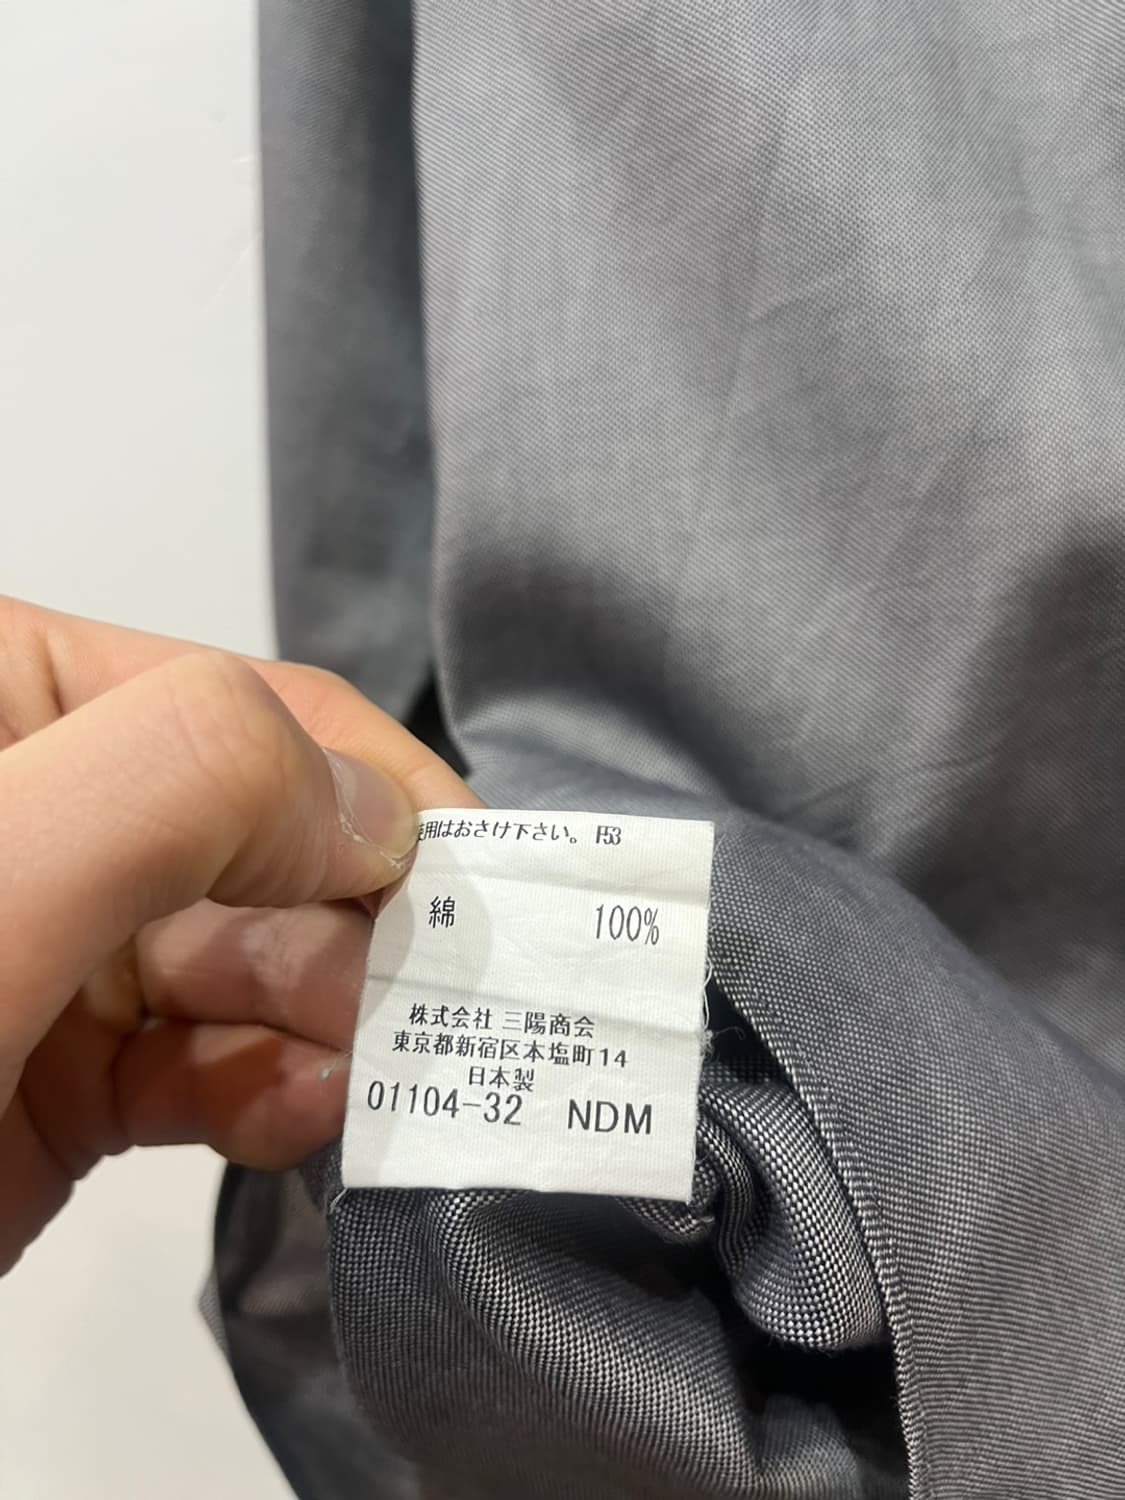 用はおさけ下さい。 F53
綿 100%
株式会社 三陽商会
東京都新宿区本塩町14
日本製
01104-32 NDM